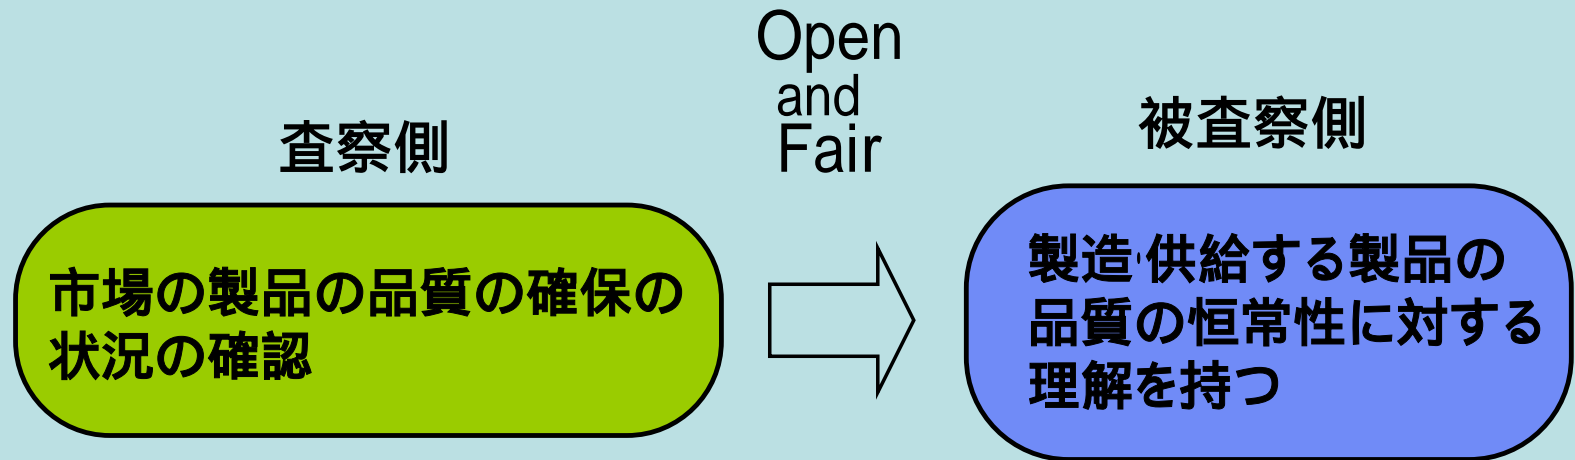 Open
and
Fair
査察側
被査察側
市場の製品の品質の確保の
状況の確認
製造・供給する製品の
品質の恒常性に対する
理解を持つ